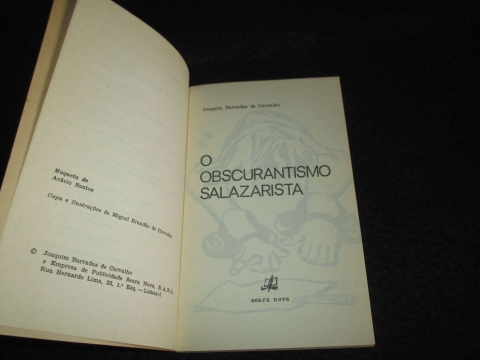 Maqueta de
Acácio Santos
Capa e Ilustrações de Miguel Brandão de Carvalho
© Joaquim Barradas de Carvalho
e Empresa de Publicidade Seara Nova, S.A.R.L.
Rua Bernardo Lima, 23, 1.º Esq. — Lisboa-1
Joaquim Barradas de Carvalho
O
OBSCURANTISMO
SALAZARISTA
seara nova